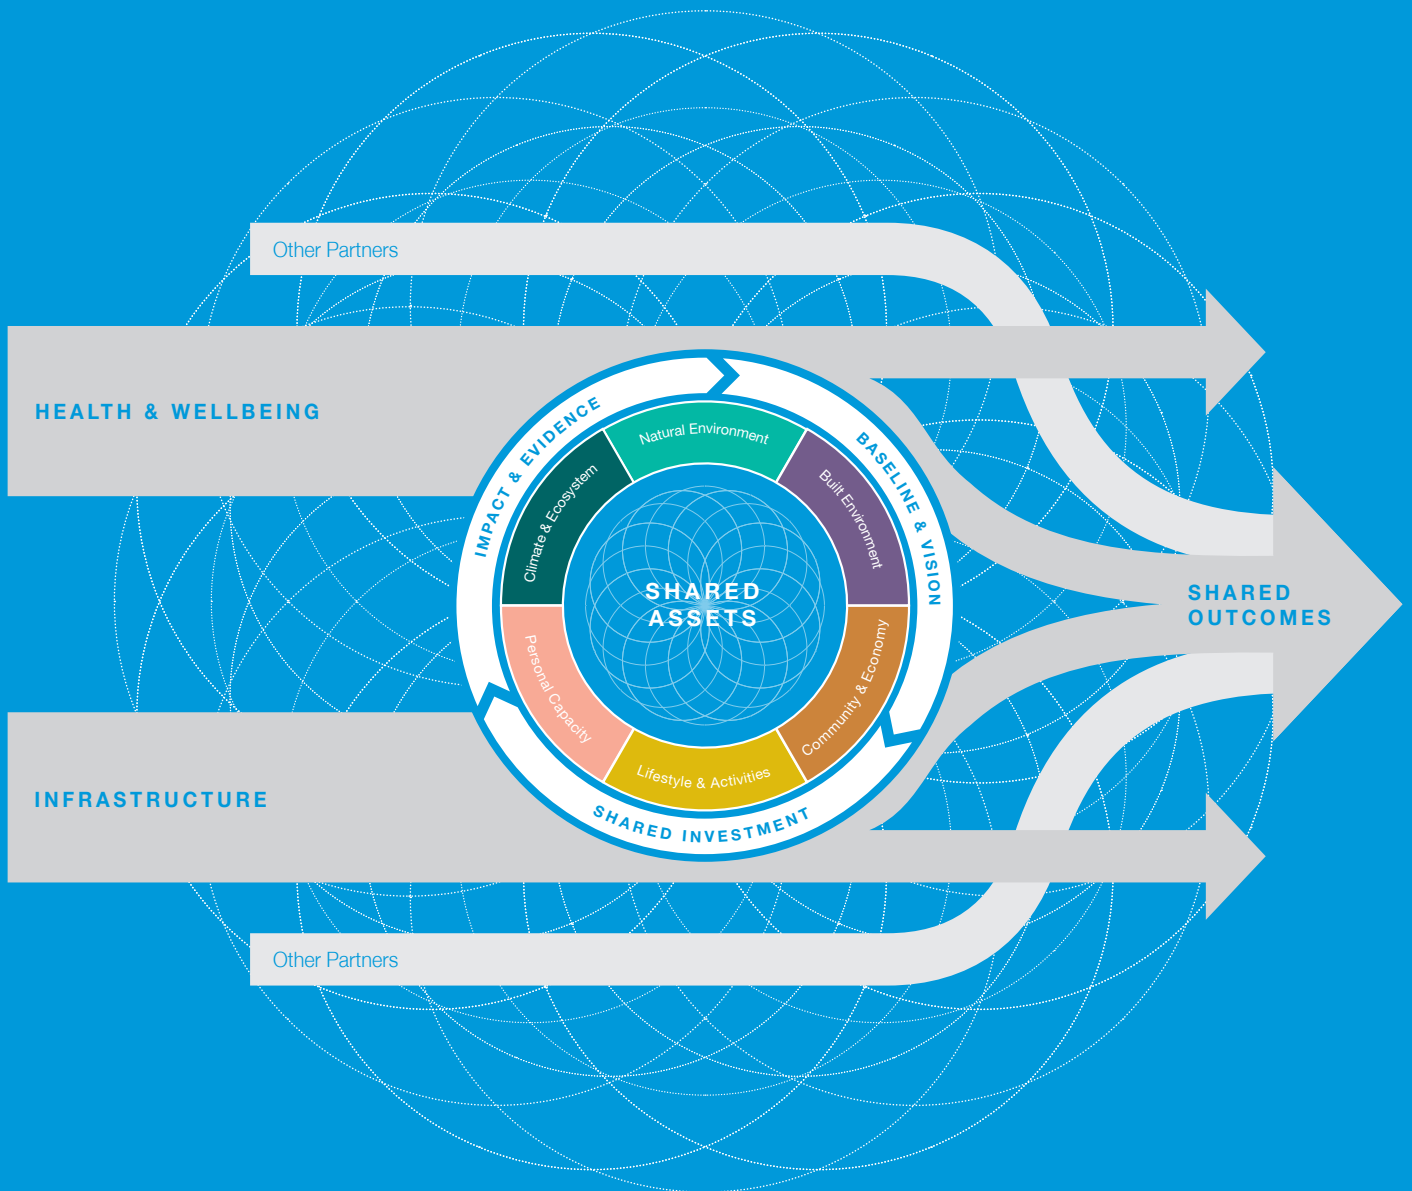 Other Partners
HEALTH & WELLBEING
IMPACT & EVIDENCE
BASELINE & VISION
SHARED INVESTMENT
Natural Environment
Built Environment
Community & Economy
Lifestyle & Activities
Personal Capacity
Climate & Ecosystem
SHARED
ASSETS
SHARED
OUTCOMES
INFRASTRUCTURE
Other Partners